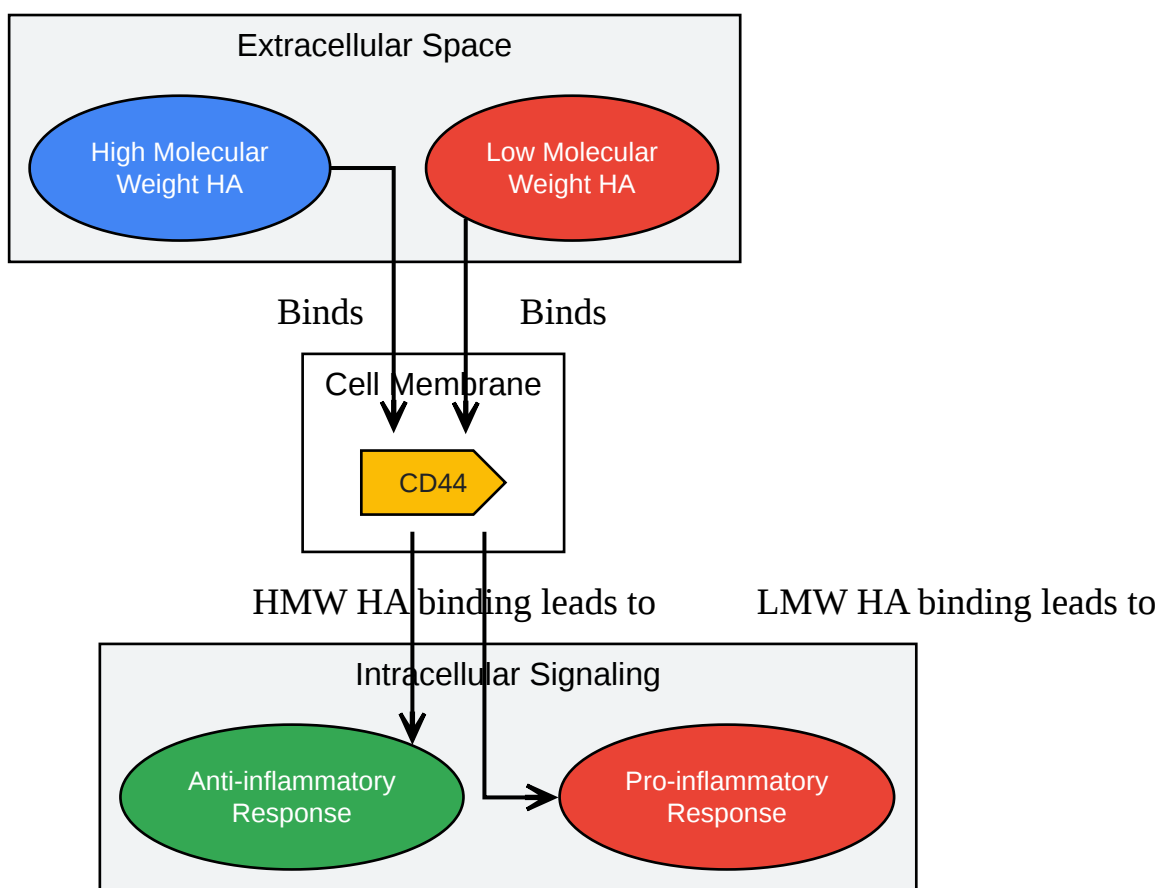 Extracellular Space
High Molecular
Weight HA
Low Molecular
Weight HA
Binds
Binds
Cell Membrane
CD44
HMW HA binding leads to
LMW HA binding leads to
Intracellular Signaling
Anti-inflammatory
Response
Pro-inflammatory
Response